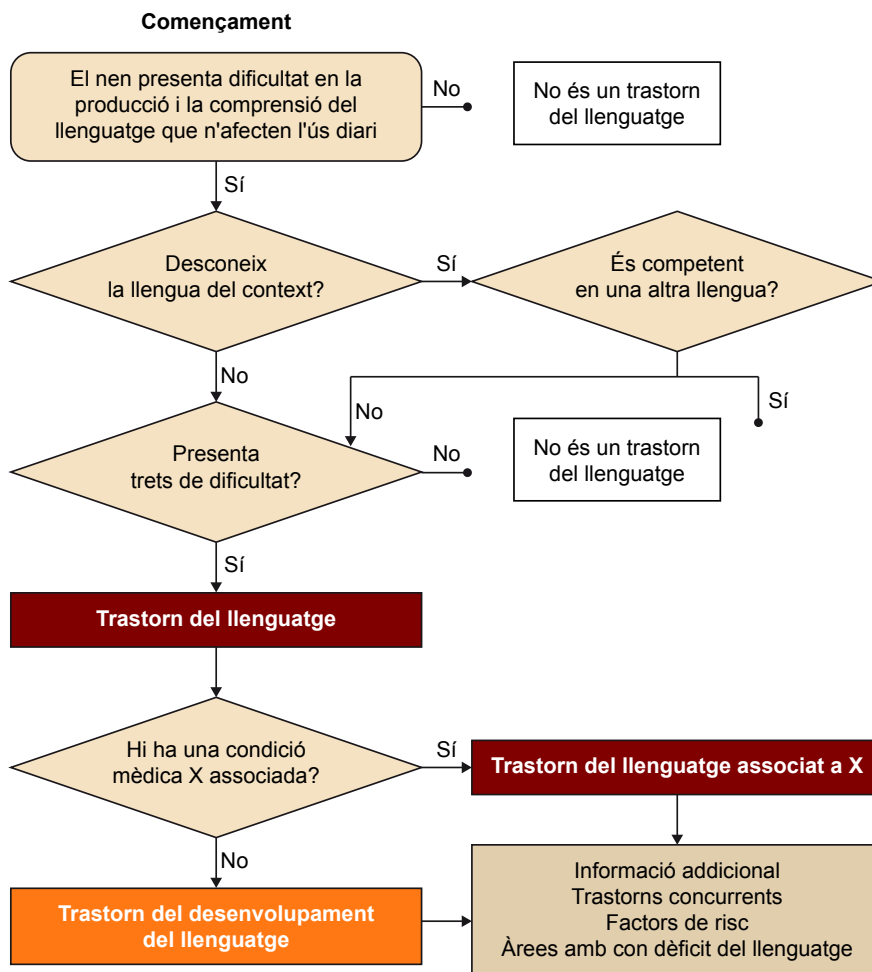 Començament
El nen presenta dificultat en la
producció i la comprensió del
llenguatge que n'afecten l'ús diari
No
No és un trastorn
del llenguatge
Sí
Desconeix
la llengua del context?
Sí
És competent
en una altra llengua?
No
No
Sí
Presenta
trets de dificultat?
No
No és un trastorn
del llenguatge
Sí
Trastorn del llenguatge
Hi ha una condició
mèdica X associada?
Sí
Trastorn del llenguatge associat a X
No
Trastorn del desenvolupament
del llenguatge
Informació addicional
Trastorns concurrents
Factors de risc
Àrees amb con dèficit del llenguatge